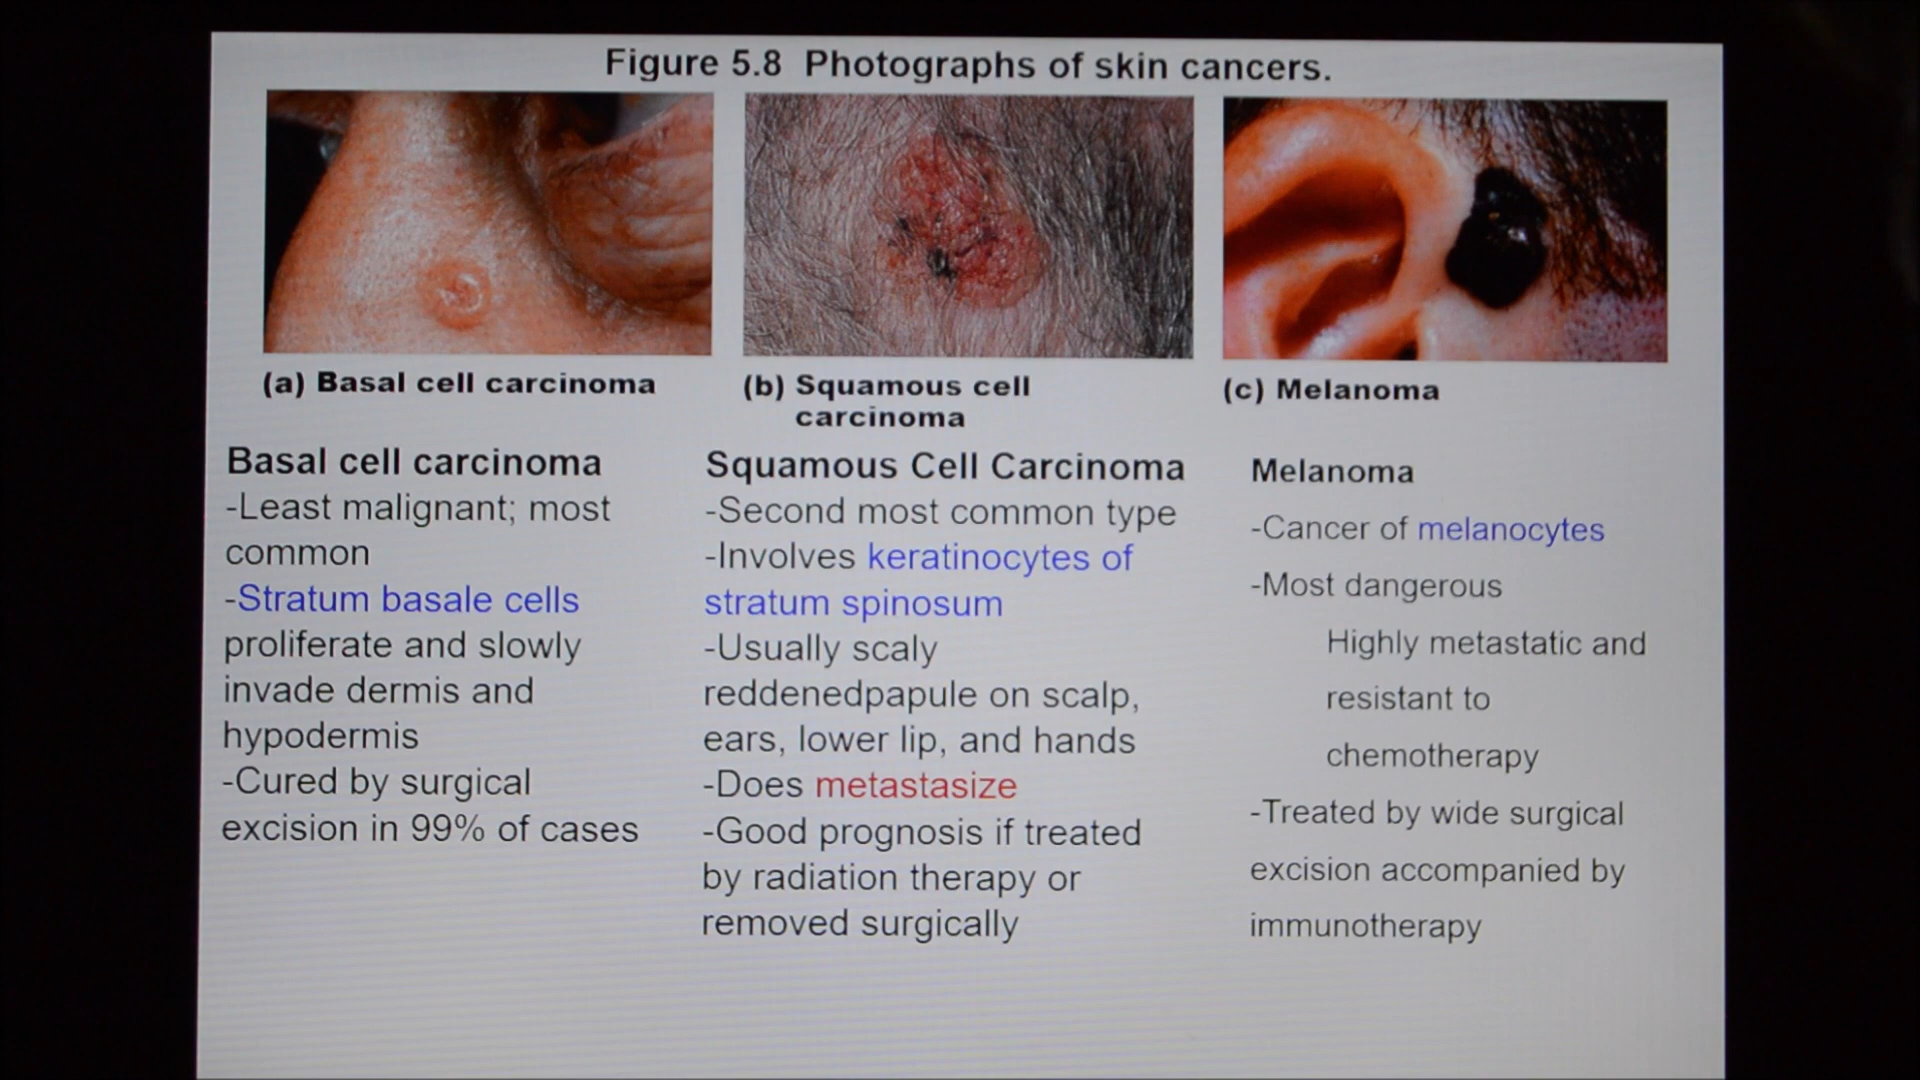 Figure 5.8  Photographs of skin cancers.
(a) Basal cell carcinoma
(b) Squamous cell
carcinoma
(c) Melanoma
Basal cell carcinoma
-Least malignant; most
common
-Stratum basale cells
proliferate and slowly
invade dermis and
hypodermis
-Cured by surgical
excision in 99% of cases
Squamous Cell Carcinoma
-Second most common type
-Involves keratinocytes of
stratum spinosum
-Usually scaly
reddenedpapule on scalp,
ears, lower lip, and hands
-Does metastasize
-Good prognosis if treated
by radiation therapy or
removed surgically
Melanoma
-Cancer of melanocytes
-Most dangerous
Highly metastatic and
resistant to
chemotherapy
-Treated by wide surgical
excision accompanied by
immunotherapy